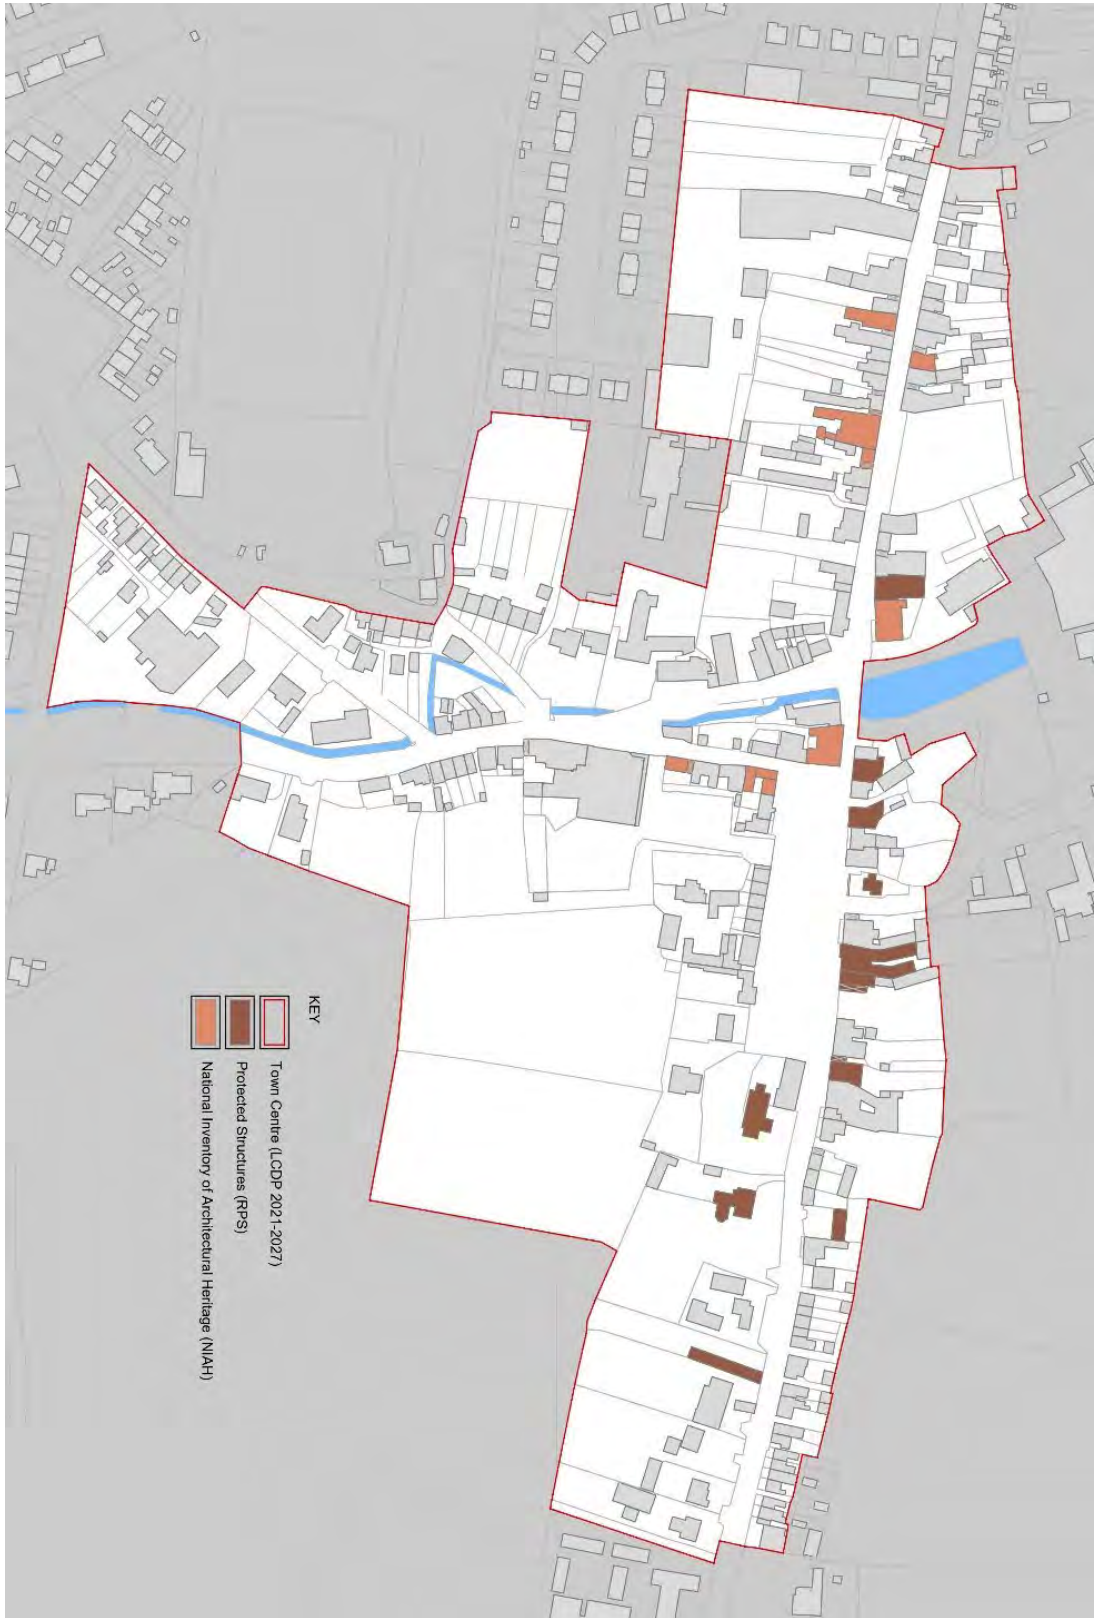 KEY
Town Centre (LCDP 2021-2027)
Protected Structures (RPS)
National Inventory of Architectural Heritage (NIAH)